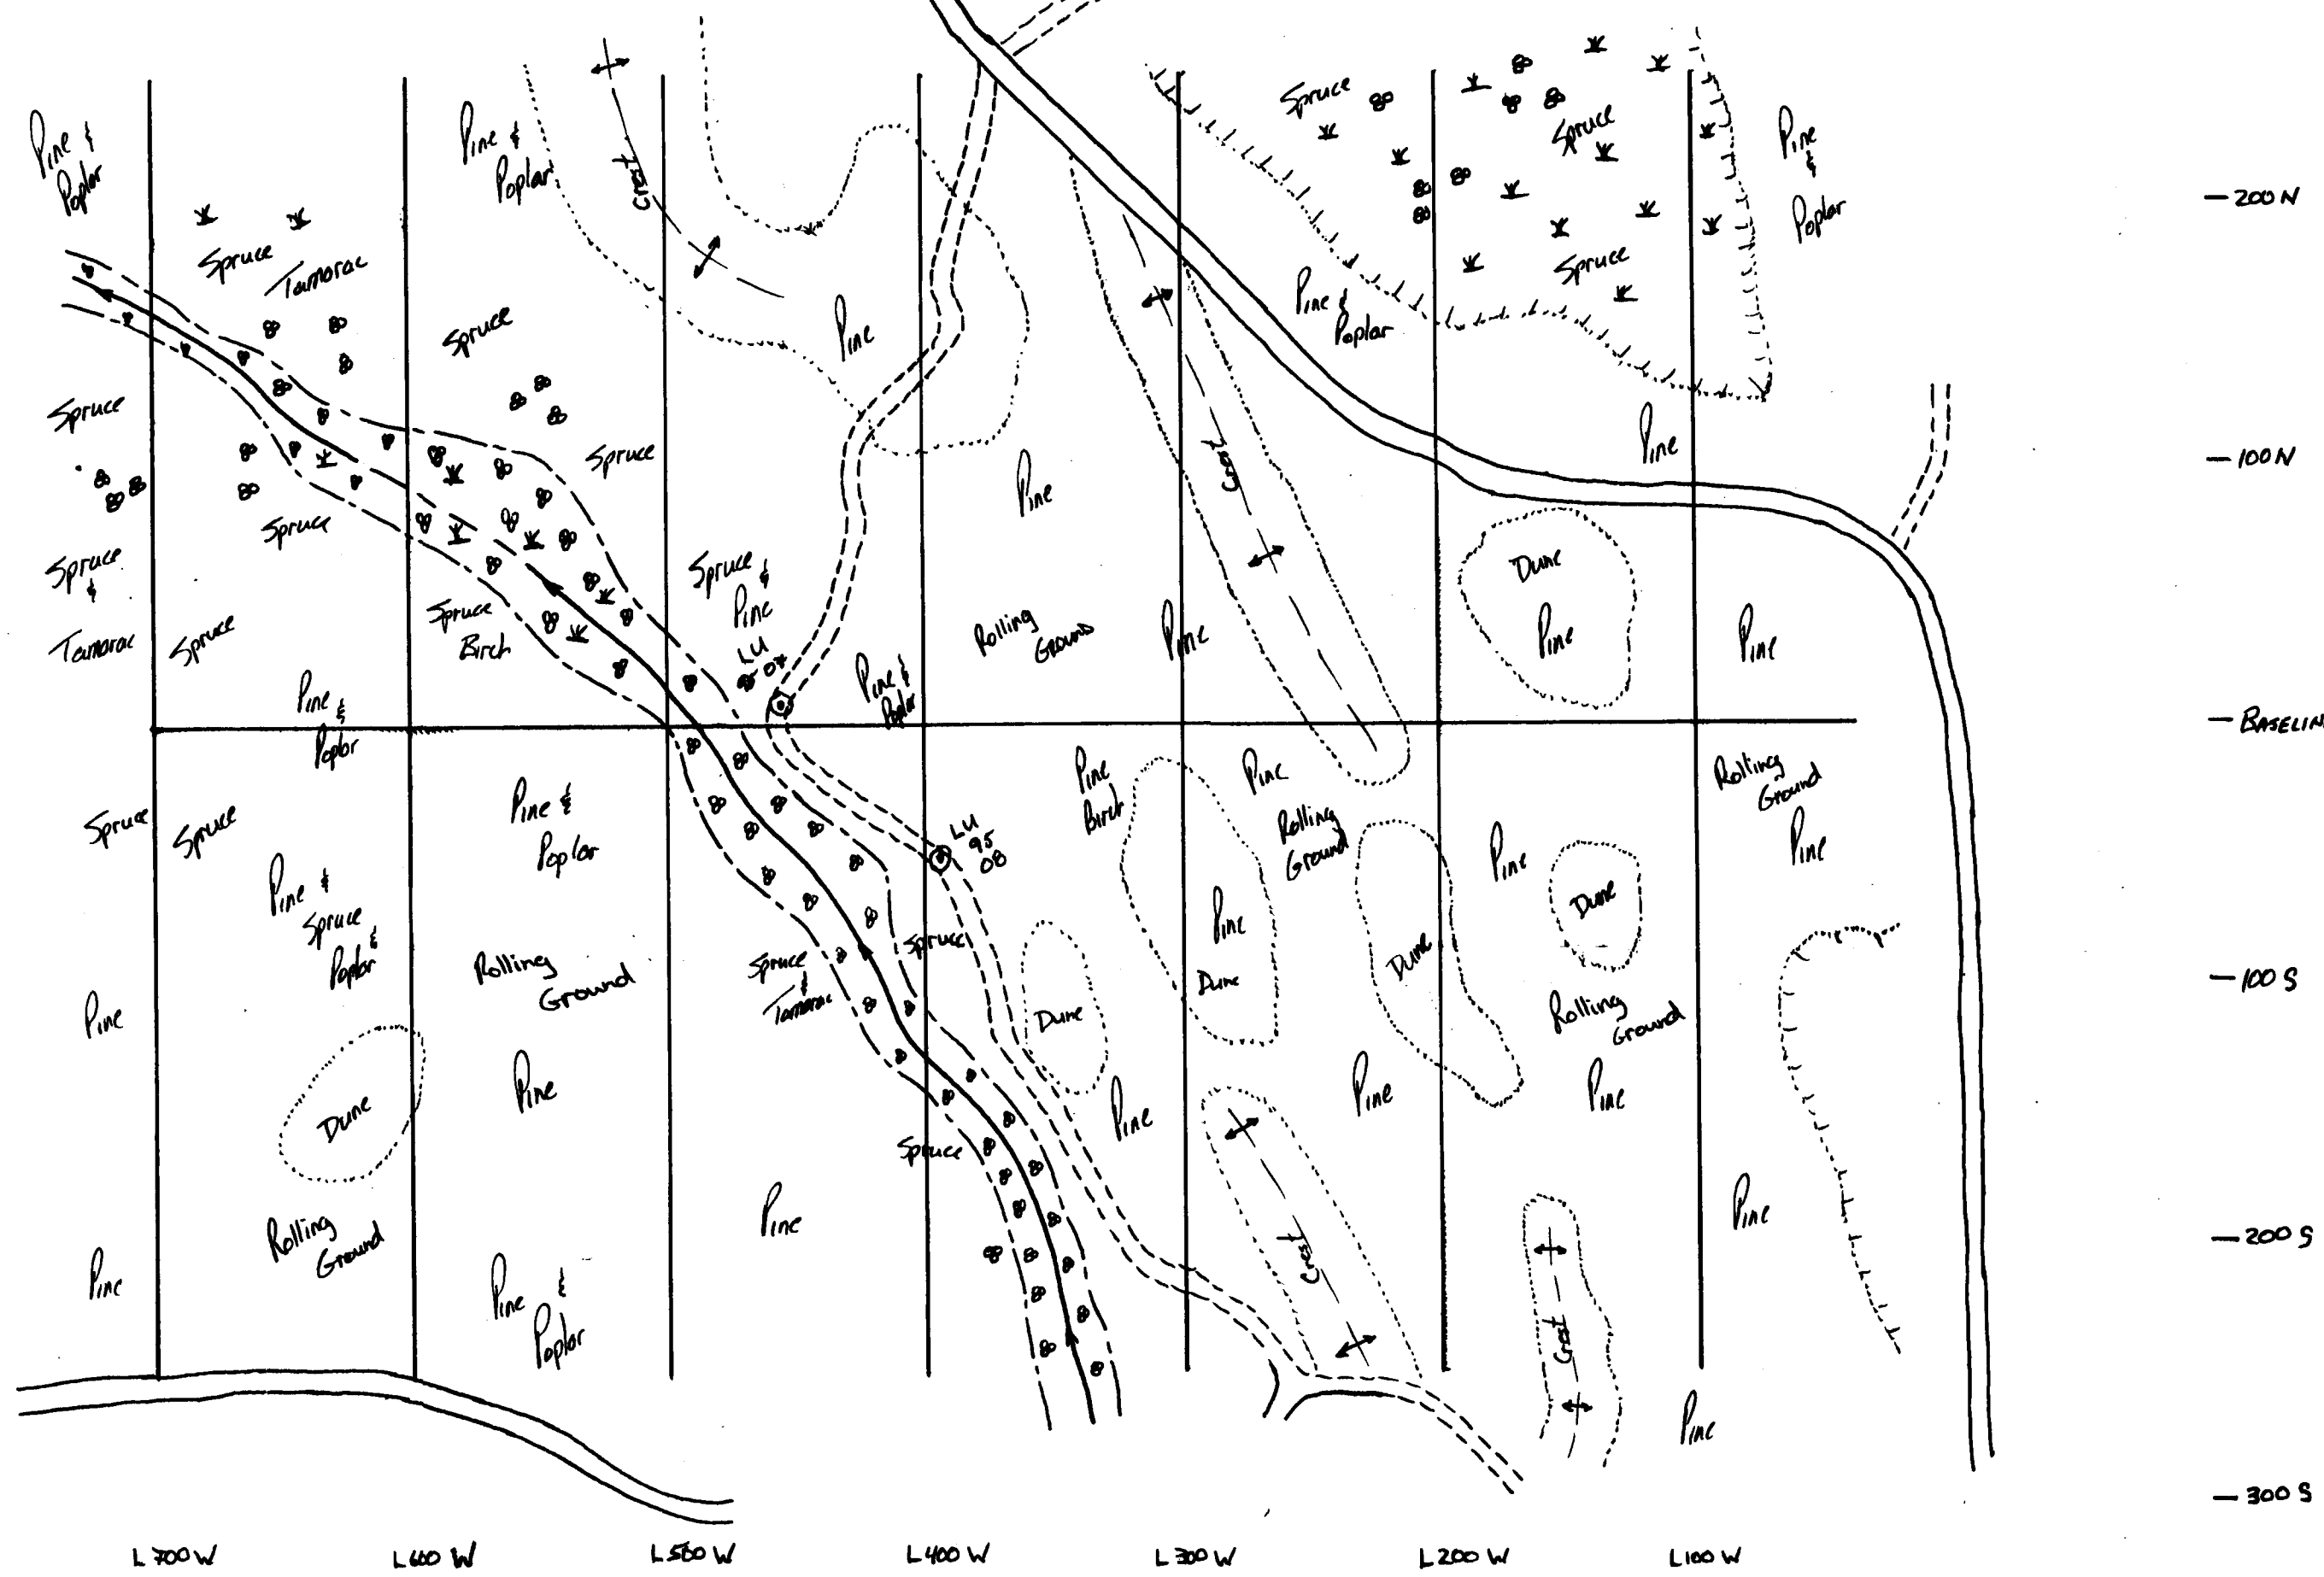 Pine &
Poplar
Pine &
Poplar
Crest
Spruce
Spruce
Pine
&
Poplar
200 N
Spruce
Tamarac
Spruce
Pine
Pine &
Poplar
Spruce
Spruce
Spruce
Pine
Crest
Pine
100 N
Spruce
Spruce
&
Tamarac
Spruce
Spruce
Birch
Spruce &
Pine
LU
Rolling
Ground
Pine
Dune
Pine
Pine
Pine &
Poplar
Pine &
Poplar
BASELIN
Spruce
Spruce
Pine &
Poplar
Pine
Birch
Pine
Rolling
Ground
Rolling
Ground
Pine
LU
95
08
Pine
Pine &
Spruce
&
Poplar
Rolling
Ground
Spruce
&
Tamarac
Spruce
Pine
Dune
Dune
Dune
100 S
Pine
Dune
Rolling
Ground
Dune
Pine
Pine
Pine
Pine
Spruce
Rolling
Ground
Pine
Crest
Pine
200 S
Pine
Pine &
Poplar
Crest
Pine
300 S
L 700 W
L 600 W
L 500 W
L 400 W
L 300 W
L 200 W
L 100 W